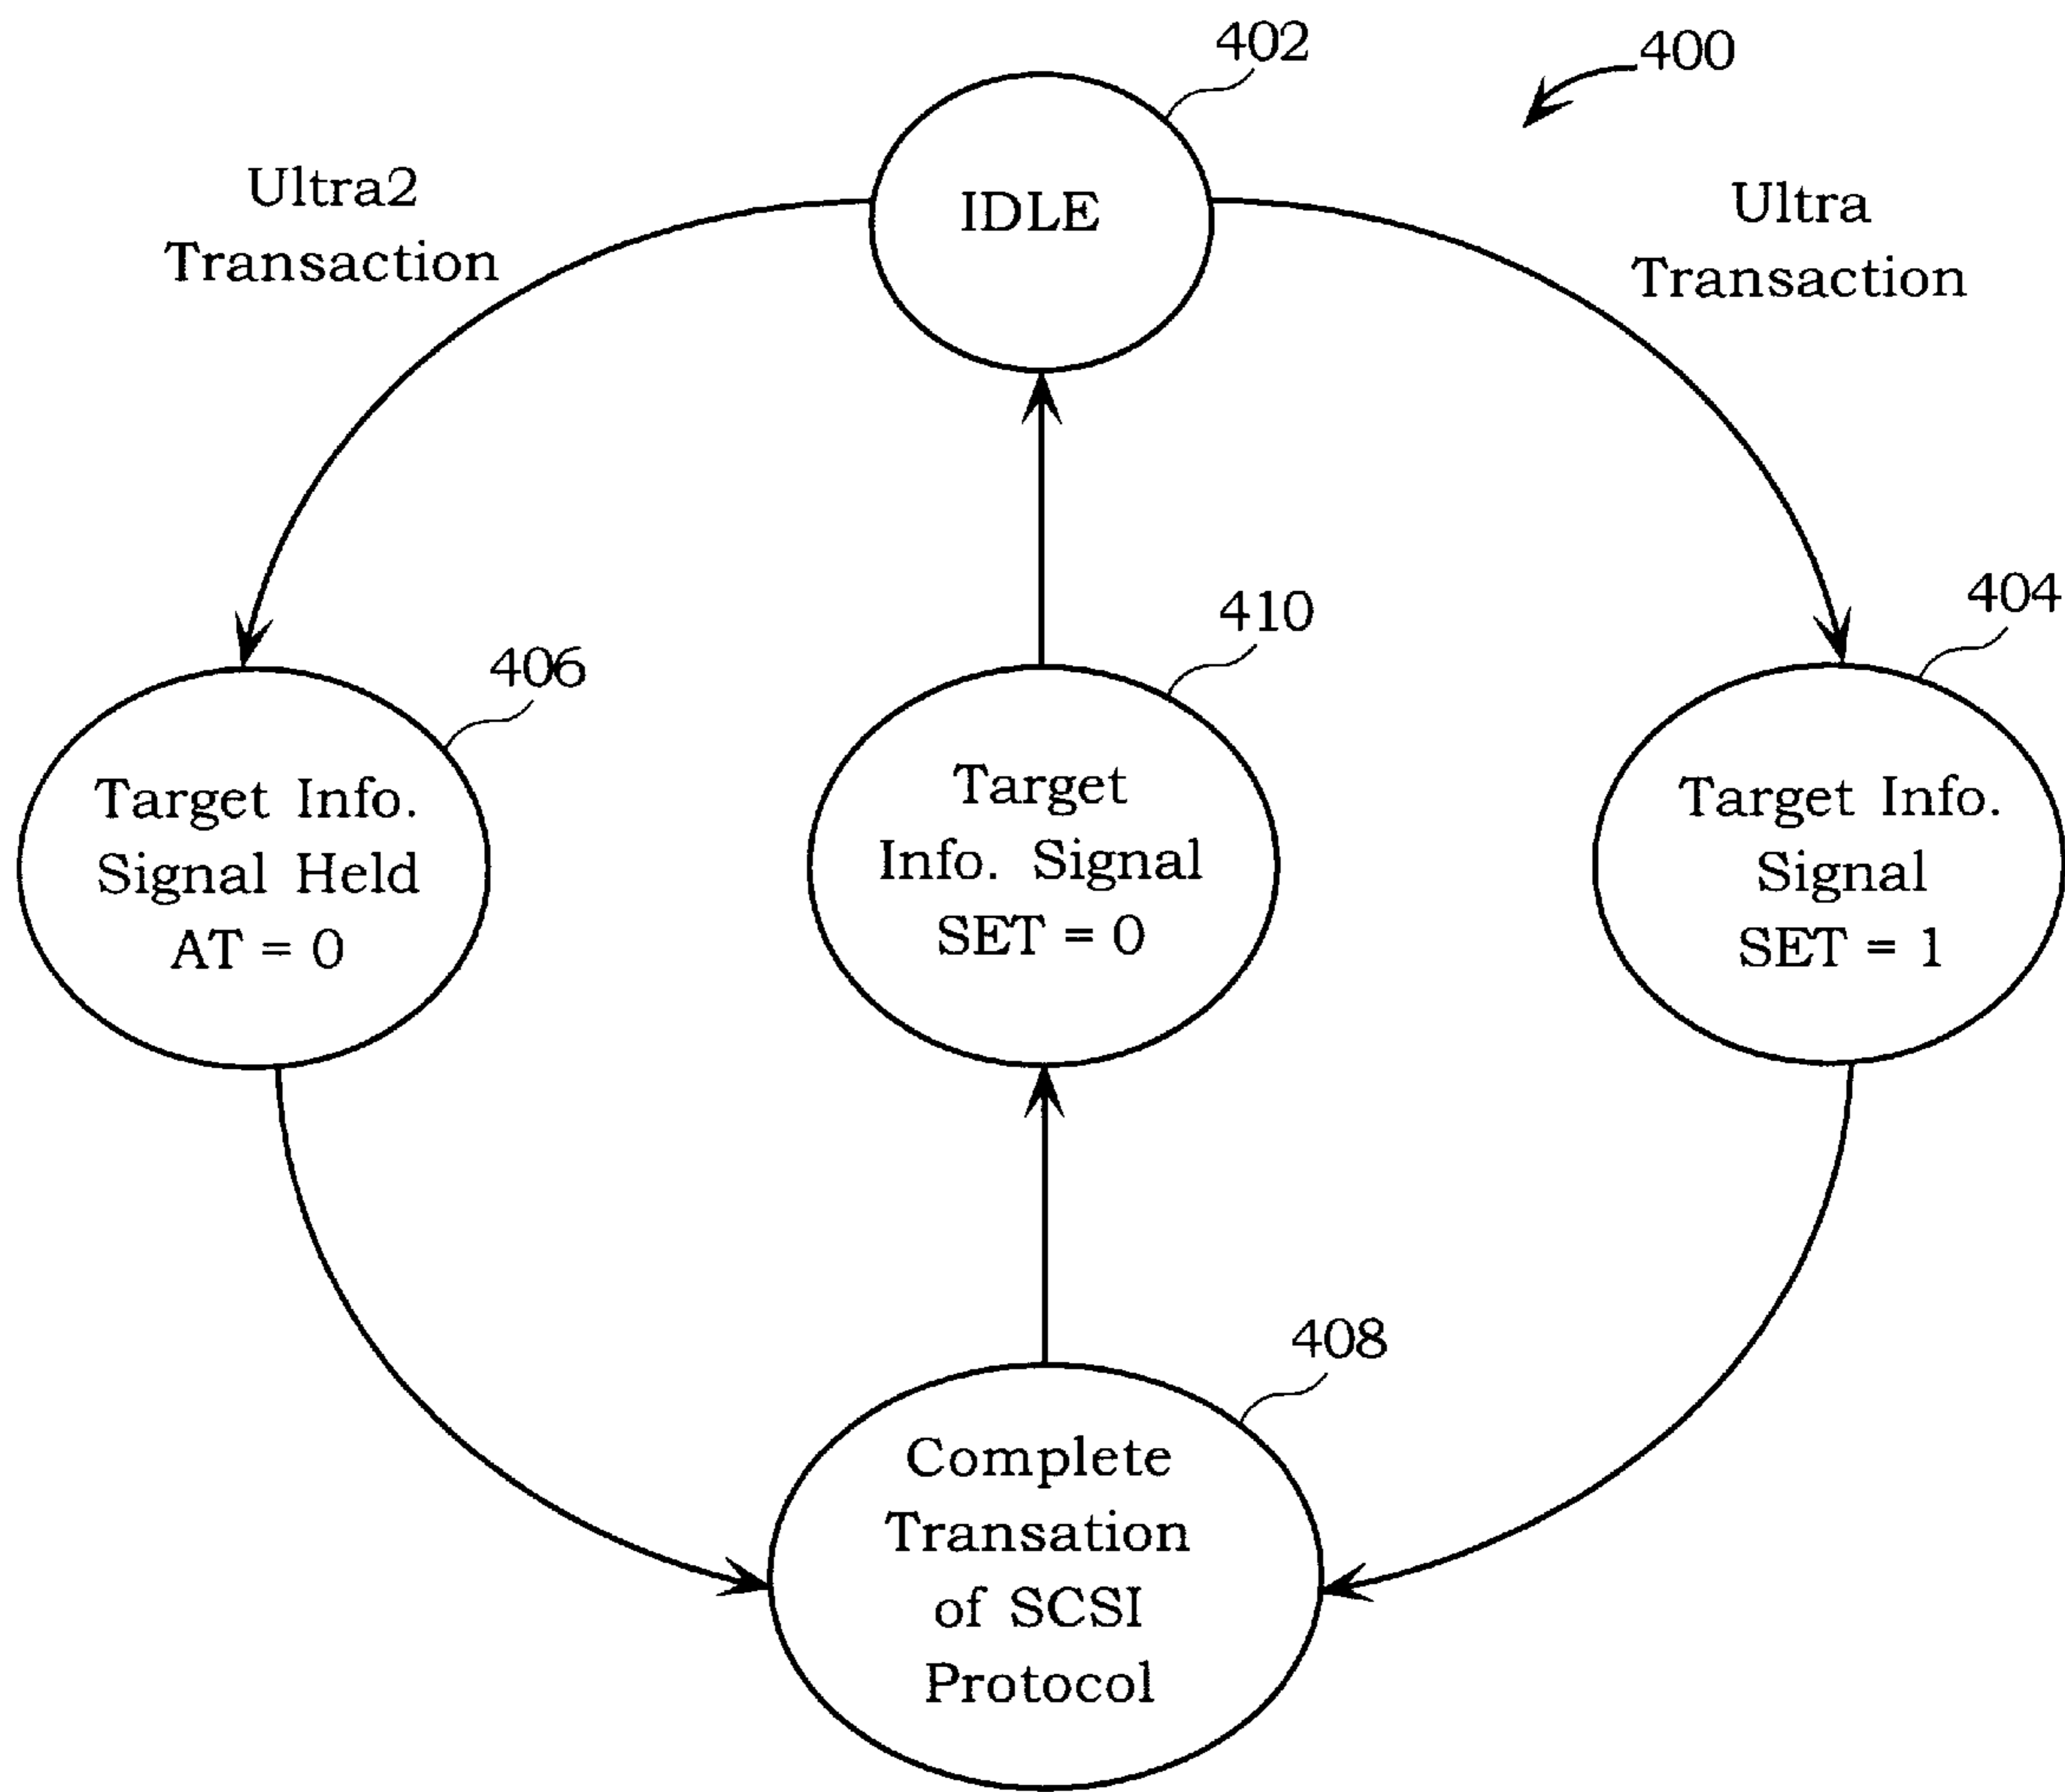 402
400
Ultra2
Transaction
IDLE
Ultra
Transaction
406
410
404
Target Info.
Signal Held
AT = 0
Target
Info. Signal
SET = 0
Target Info.
Signal
SET = 1
408
Complete
Transation
of SCSI
Protocol